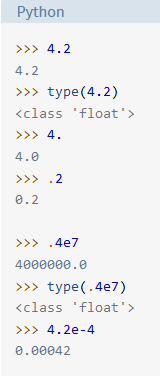 Python
>>> 4.2
4.2
>>> type(4.2)
<class 'float'>
>>> 4.
4.0
>>> .2
0.2
>>> .4e7
4000000.0
>>> type(.4e7)
<class 'float'>
>>> 4.2e-4
0.00042